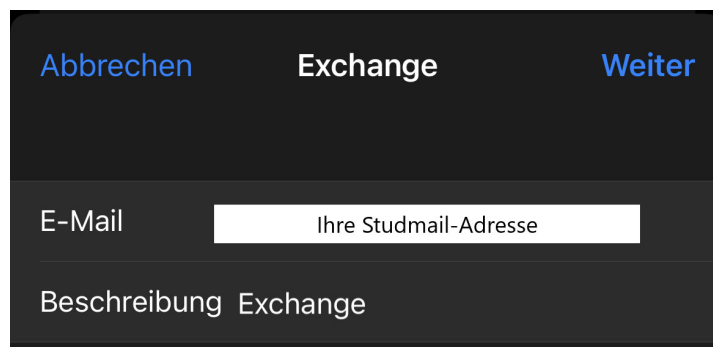 Abbrechen Exchange Weiter
E-Mail Ihre Studmail-Adresse
Beschreibung Exchange